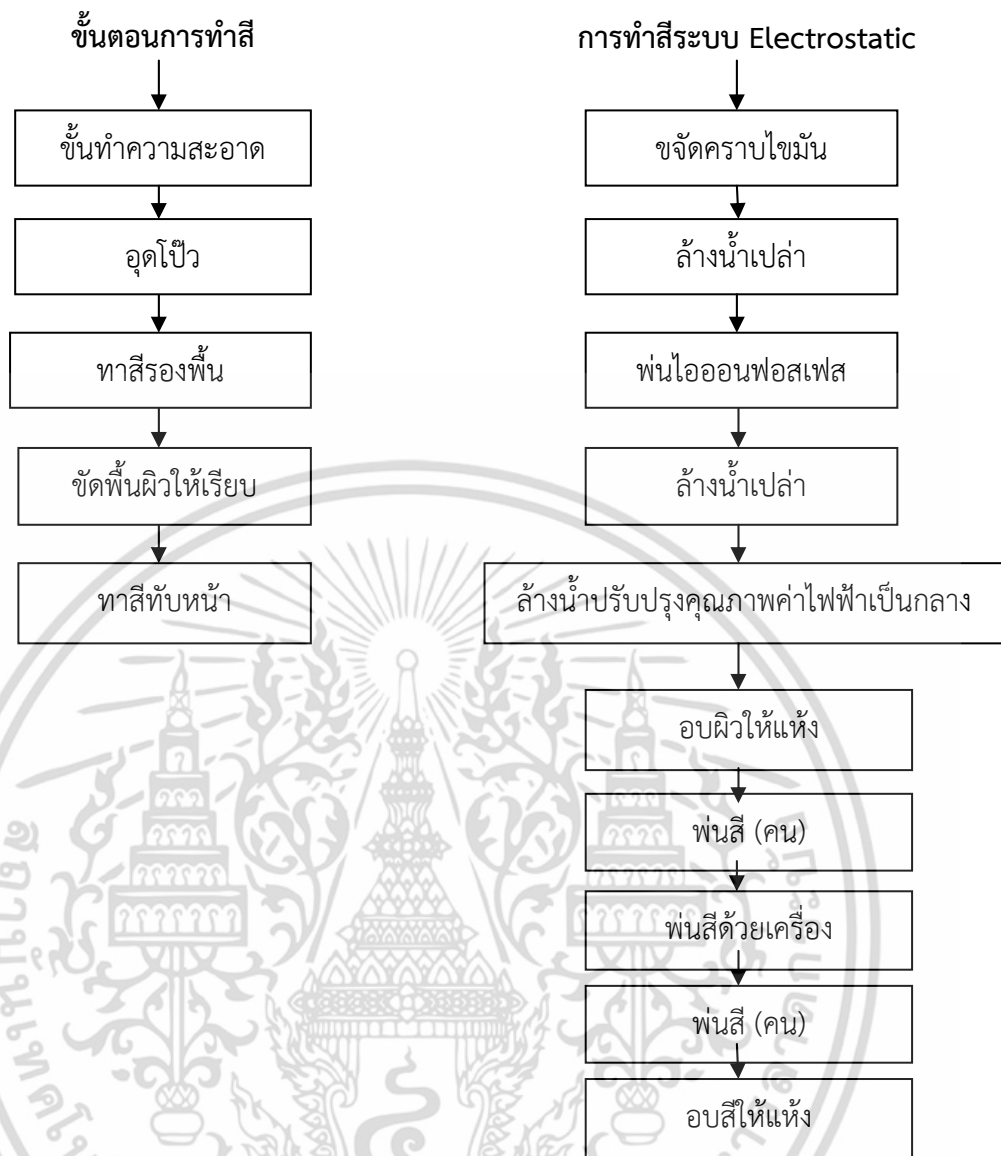 ขั้นตอนการทำสี
ขั้นทำความสะอาด
อุดโป๊ว
ทาสีรองพื้น
ขัดพื้นผิวให้เรียบ
ทาสีทับหน้า
การทำสีระบบ Electrostatic
ขจัดคราบไขมัน
ล้างน้ำเปล่า
พ่นไอออนฟอสเฟส
ล้างน้ำเปล่า
ล้างน้ำปรับปรุงคุณภาพค่าไฟฟ้าเป็นกลาง
อบผิวให้แห้ง
พ่นสี (คน)
พ่นสีด้วยเครื่อง
พ่นสี (คน)
อบสีให้แห้ง